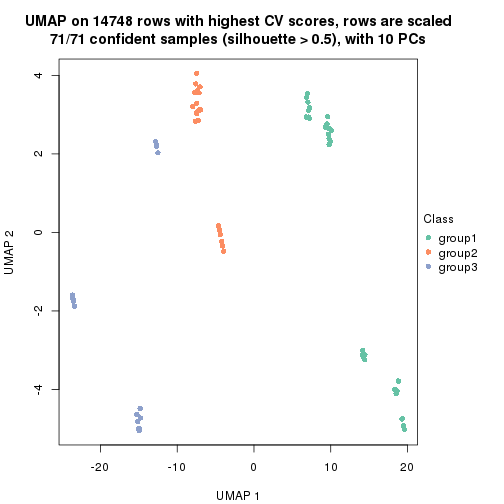 UMAP on 14748 rows with highest CV scores, rows are scaled
71/71 confident samples (silhouette > 0.5), with 10 PCs
4
2
0
-2
-4
UMAP 2
-20
-10
0
10
20
UMAP 1
Class
group1
group2
group3